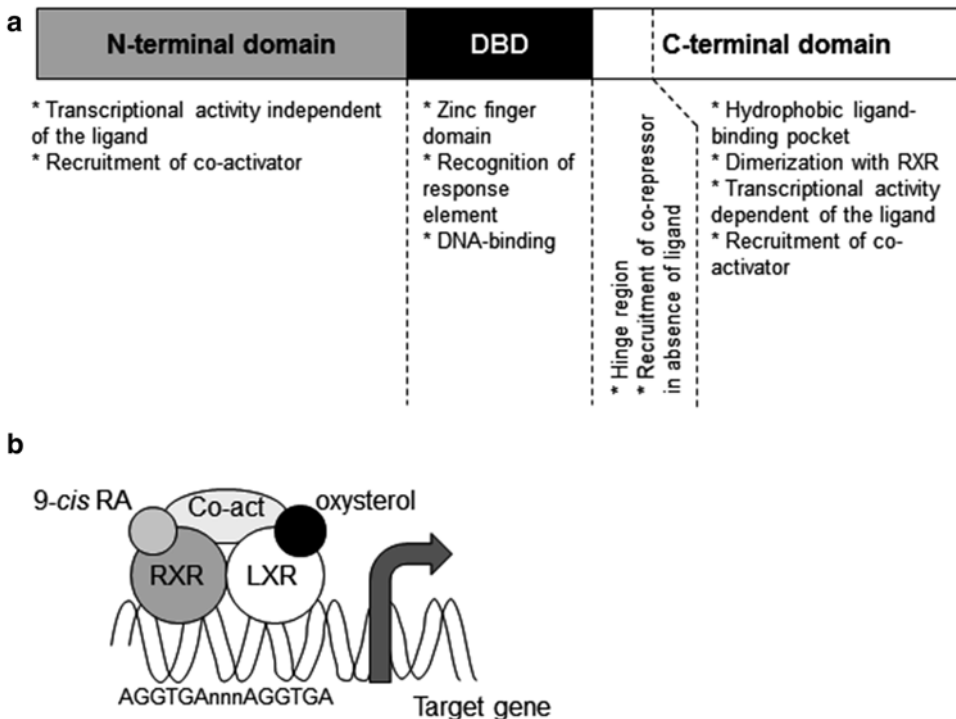 a
N-terminal domain
DBD
C-terminal domain
* Transcriptional activity independent
of the ligand
* Recruitment of co-activator
* Zinc finger
domain
* Recognition of
response
element
* DNA-binding
* Hinge region
* Recruitment of co-repressor
in absence of ligand
* Hydrophobic ligand-
binding pocket
* Dimerization with RXR
* Transcriptional activity
dependent of the ligand
* Recruitment of co-
activator
b
9-cis RA
Co-act
oxysterol
RXR
LXR
AGGTGAnnnAGGTGA
Target gene